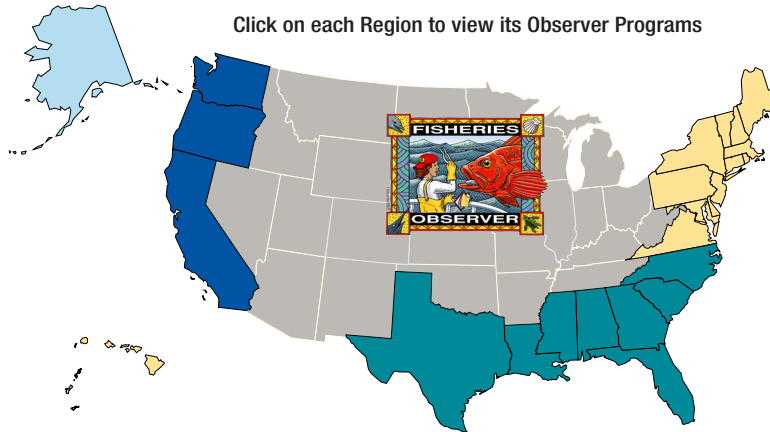 Click on each Region to view its Observer Programs
FISHERIES
OBSERVER